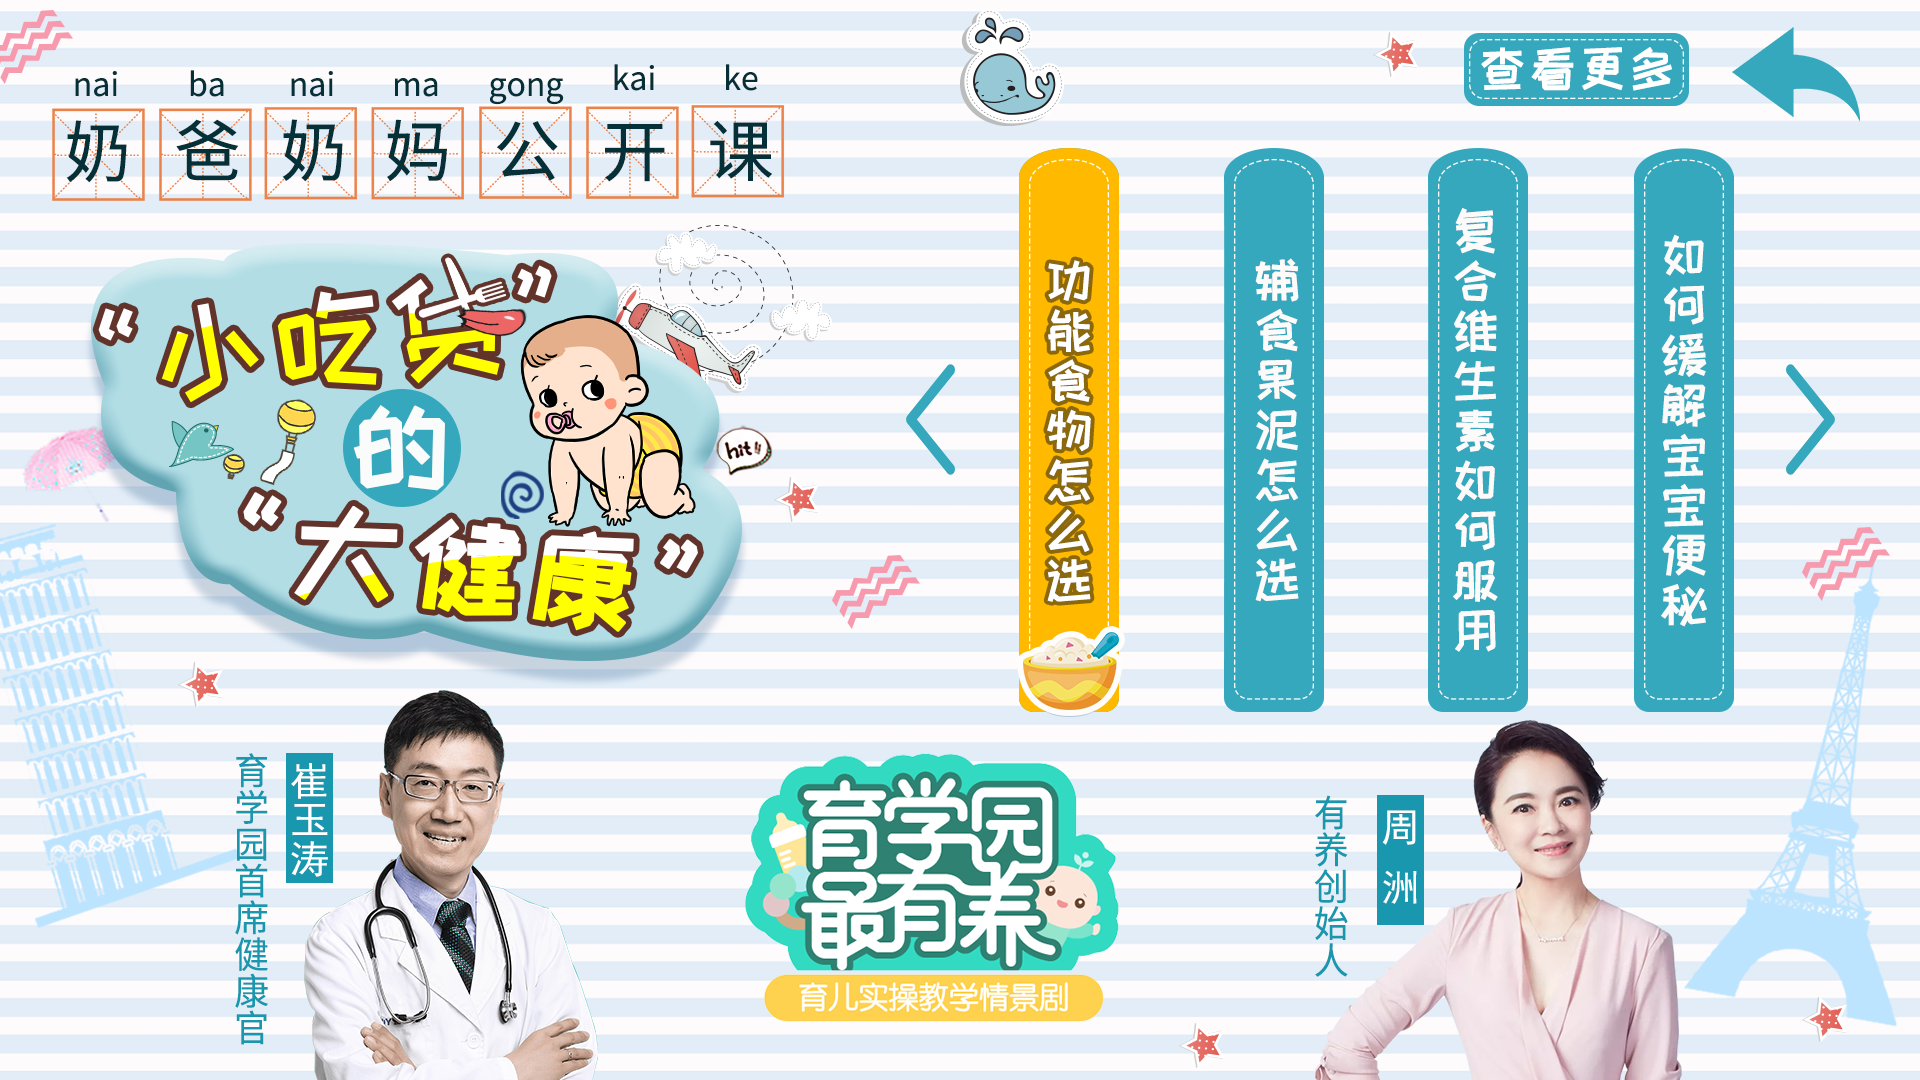 nai ba nai ma gong kai ke
奶爸奶妈公开课
“小吃货”
的
“大健康”
hit!!
查看更多
功能食物怎么选
辅食果泥怎么选
复合维生素如何服用
如何缓解宝宝便秘
崔玉涛
育学园首席健康官
育学园
最有养
育儿实操教学情景剧
周洲
有养创始人